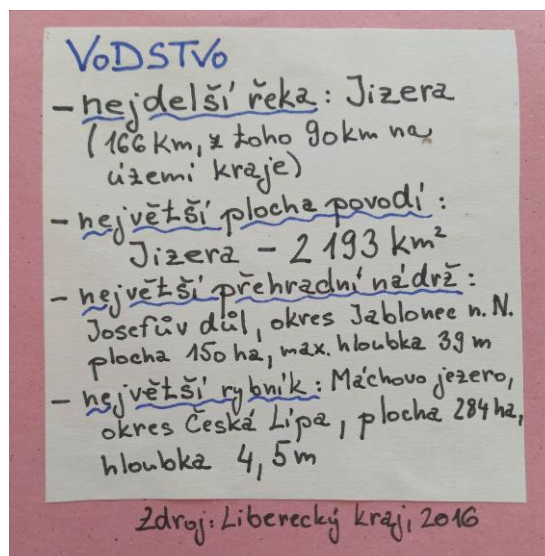 VODSTVO
- nejdelší řeka: Jizera
(166 km, z toho 90 km na
území kraje)
- největší plocha povodí:
Jizera - 2 193 km²
- největší přehradní nádrž:
Josefův důl, okres Jablonec n. N.
plocha 150 ha, max. hloubka 39 m
- největší rybník: Máchovo jezero,
okres Česká Lípa, plocha 284 ha,
hloubka 4,5 m
Zdroj: Liberecký kraj, 2016